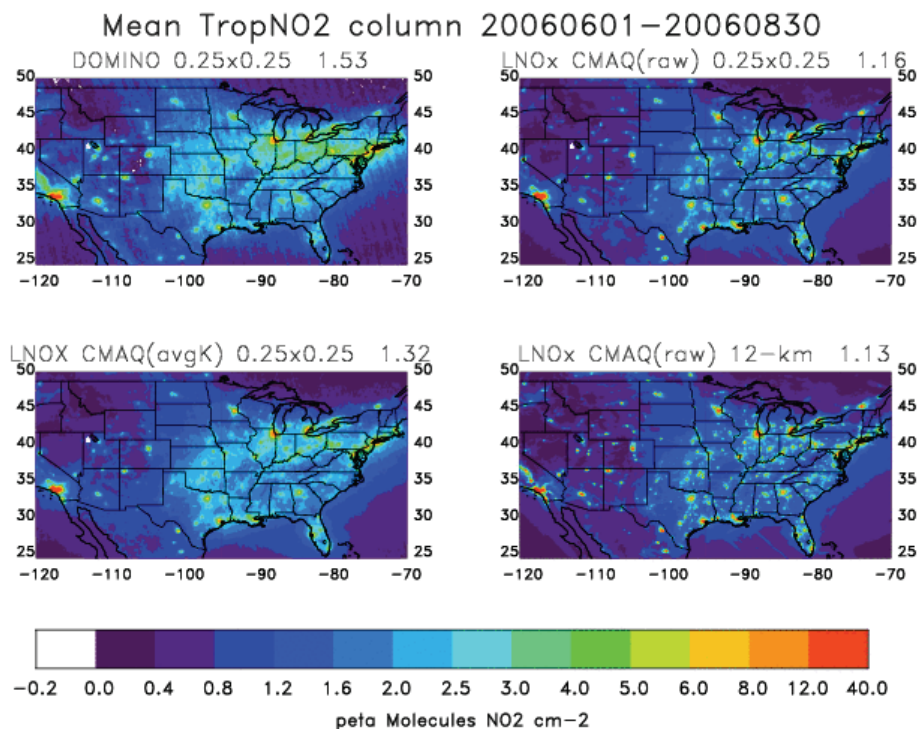 Mean TropNO2 column 20060601-20060830
DOMINO 0.25x0.25 1.53
LNOx CMAQ(raw) 0.25x0.25 1.16
50
45
40
35
30
25
-120 -110 -100 -90 -80 -70
50
45
40
35
30
25
-120 -110 -100 -90 -80 -70
LNOX CMAQ(avgK) 0.25x0.25 1.32
LNOx CMAQ(raw) 12-km 1.13
50
45
40
35
30
25
-120 -110 -100 -90 -80 -70
50
45
40
35
30
25
-120 -110 -100 -90 -80 -70
-0.2 0.0 0.4 0.8 1.2 1.6 2.0 2.5 3.0 4.0 5.0 6.0 8.0 12.0 40.0
peta Molecules NO2 cm-2